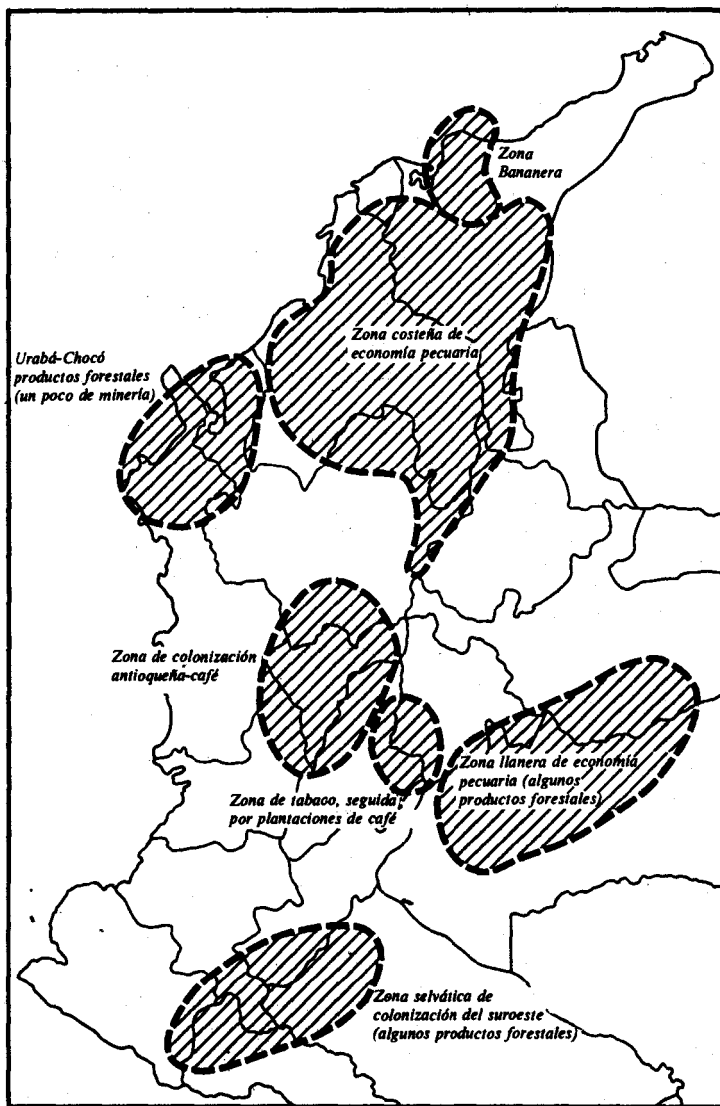 Zona
Bananera
Zona costeña de
economía pecuaria
Urabá-Chocó
productos forestales
(un poco de minería)
Zona de colonización
antioqueña-café
Zona llanera de economía
pecuaria (algunos
productos forestales)
Zona de tabaco, seguida
por plantaciones de café
Zona selvática de
colonización del suroeste
(algunos productos forestales)